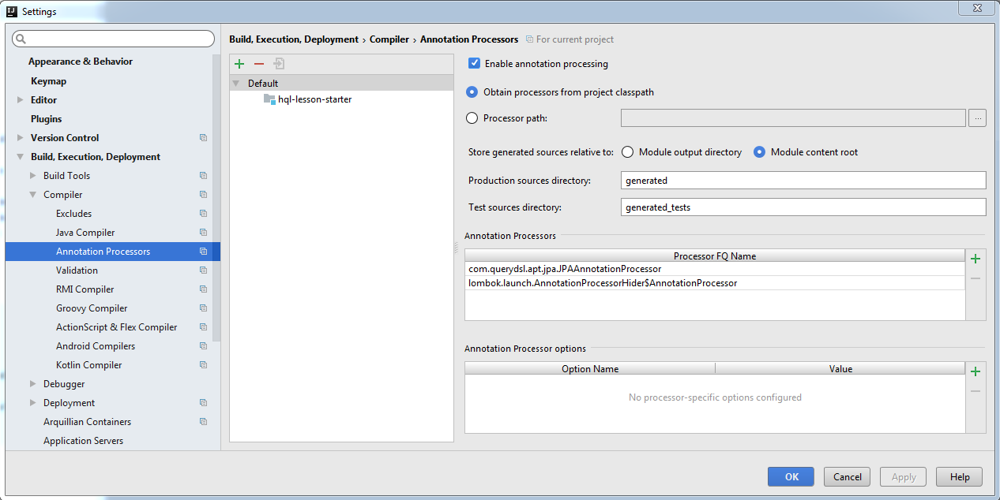 Settings
Appearance & Behavior
Keymap
Editor
Plugins
Version Control
Build, Execution, Deployment
Build Tools
Compiler
Excludes
Java Compiler
Annotation Processors
Validation
RMI Compiler
Groovy Compiler
ActionScript & Flex Compiler
Android Compilers
Kotlin Compiler
Debugger
Deployment
Arquillian Containers
Application Servers
Build, Execution, Deployment › Compiler › Annotation Processors For current project
Default
hql-lesson-starter
Enable annotation processing
Obtain processors from project classpath
Processor path: ...
Store generated sources relative to: Module output directory Module content root
Production sources directory: generated
Test sources directory: generated_tests
Annotation Processors
Processor FQ Name
com.querydsl.apt.jpa.JPAAnnotationProcessor
lombok.launch.AnnotationProcessorHider$AnnotationProcessor
Annotation Processor options
Option Name Value
No processor-specific options configured
OK Cancel Apply Help